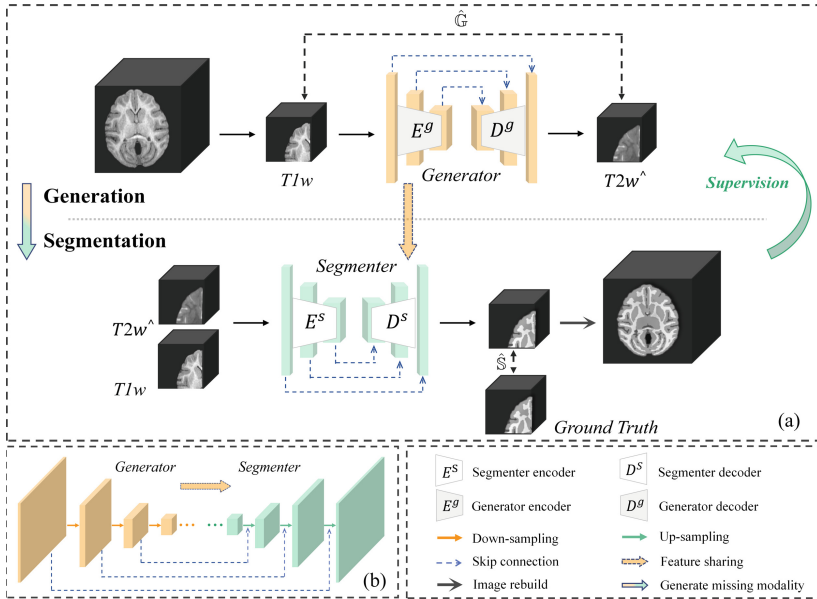 𝔾̂
E^g
D^g
T1w
Generator
T2w^
Supervision
Generation
Segmentation
Segmenter
E^s
D^s
T2w^
T1w
𝕊̂
Ground Truth
(a)
Generator
Segmenter
(b)
E^S Segmenter encoder
D^S Segmenter decoder
E^g Generator encoder
D^g Generator decoder
Down-sampling
Up-sampling
Skip connection
Feature sharing
Image rebuild
Generate missing modality